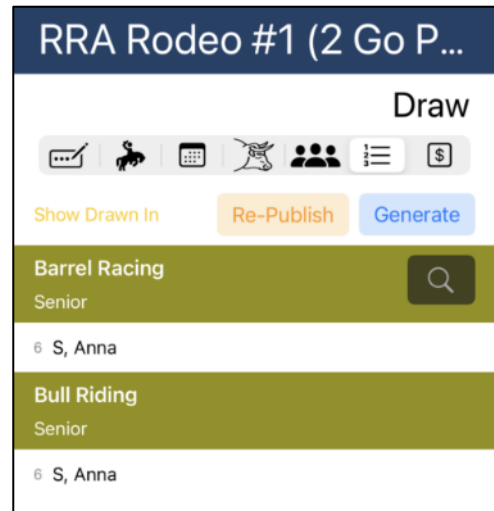 RRA Rodeo #1 (2 Go P...
Draw
Show Drawn In Re-Publish Generate
Barrel Racing
Senior
6 S, Anna
Bull Riding
Senior
6 S, Anna